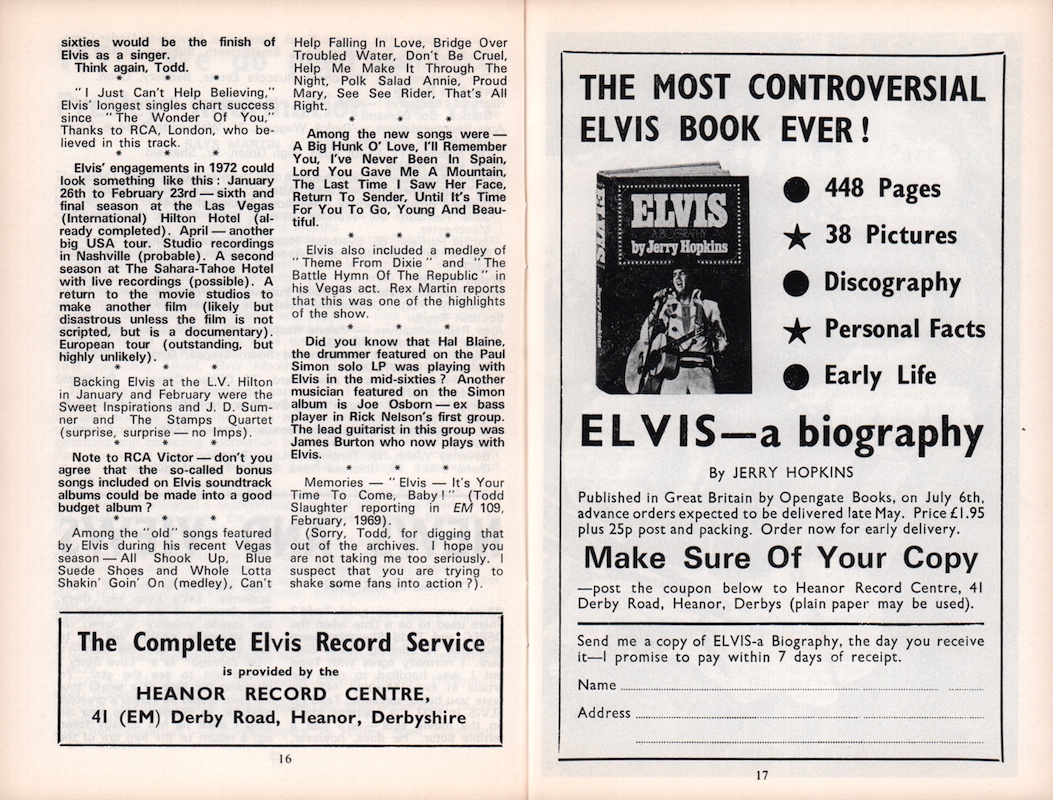 sixties would be the finish of
Elvis as a singer.
Think again, Todd.
* * *
"I Just Can't Help Believing,"
Elvis' longest singles chart success
since "The Wonder Of You,"
Thanks to RCA, London, who be-
lieved in this track.
* * *
Elvis' engagements in 1972 could
look something like this: January
26th to February 23rd — sixth and
final season at the Las Vegas
(International) Hilton Hotel (al-
ready completed). April — another
big USA tour. Studio recordings
in Nashville (probable). A second
season at The Sahara-Tahoe Hotel
with live recordings (possible). A
return to the movie studios to
make another film (likely but
disastrous unless the film is not
scripted, but is a documentary).
European tour (outstanding, but
highly unlikely).
* * *
Backing Elvis at the L.V. Hilton
in January and February were the
Sweet Inspirations and J. D. Sum-
ner and The Stamps Quartet
(surprise, surprise — no Imps).
* * *
Note to RCA Victor — don't you
agree that the so-called bonus
songs included on Elvis soundtrack
albums could be made into a good
budget album?
* * *
Among the "old" songs featured
by Elvis during his recent Vegas
season — All Shook Up, Blue
Suede Shoes and Whole Lotta
Shakin' Goin' On (medley), Can't
Help Falling In Love, Bridge Over
Troubled Water, Don't Be Cruel,
Help Me Make It Through The
Night, Polk Salad Annie, Proud
Mary, See See Rider, That's All
Right.
* * *
Among the new songs were —
A Big Hunk O' Love, I'll Remember
You, I've Never Been In Spain,
Lord You Gave Me A Mountain,
The Last Time I Saw Her Face,
Return To Sender, Until It's Time
For You To Go, Young And Beau-
tiful.
* * *
Elvis also included a medley of
"Theme From Dixie" and "The
Battle Hymn Of The Republic" in
his Vegas act. Rex Martin reports
that this was one of the highlights
of the show.
* * *
Did you know that Hal Blaine,
the drummer featured on the Paul
Simon solo LP was playing with
Elvis in the mid-sixties? Another
musician featured on the Simon
album is Joe Osborn — ex bass
player in Rick Nelson's first group.
The lead guitarist in this group was
James Burton who now plays with
Elvis.
* * *
Memories — "Elvis — It's Your
Time To Come, Baby!" (Todd
Slaughter reporting in EM 109,
February, 1969).
(Sorry, Todd, for digging that
out of the archives. I hope you
are not taking me too seriously. I
suspect that you are trying to
shake some fans into action?).
The Complete Elvis Record Service
is provided by the
HEANOR RECORD CENTRE,
41 (EM) Derby Road, Heanor, Derbyshire
16
THE MOST CONTROVERSIAL
ELVIS BOOK EVER!
ELVIS
A BIOGRAPHY
by Jerry Hopkins
ELVIS
448 Pages
38 Pictures
Discography
Personal Facts
Early Life
ELVIS—a biography
By JERRY HOPKINS
Published in Great Britain by Opengate Books, on July 6th,
advance orders expected to be delivered late May. Price £1.95
plus 25p post and packing. Order now for early delivery.
Make Sure Of Your Copy
—post the coupon below to Heanor Record Centre, 41
Derby Road, Heanor, Derbys (plain paper may be used).
Send me a copy of ELVIS-a Biography, the day you receive
it—I promise to pay within 7 days of receipt.
Name
Address
17